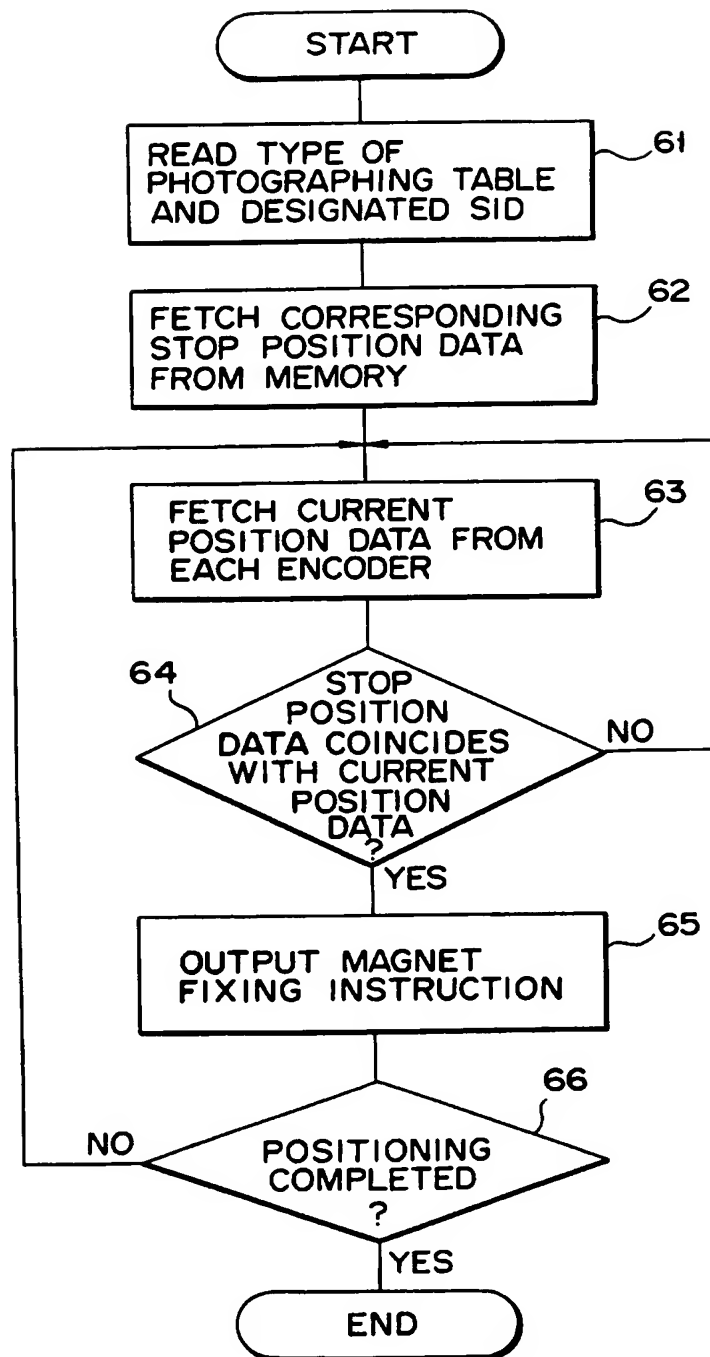 START
61
READ TYPE OF
PHOTOGRAPHING TABLE
AND DESIGNATED SID
62
FETCH CORRESPONDING
STOP POSITION DATA
FROM MEMORY
63
FETCH CURRENT
POSITION DATA FROM
EACH ENCODER
64
STOP
POSITION
DATA COINCIDES
WITH CURRENT
POSITION
DATA
?
NO
YES
65
OUTPUT MAGNET
FIXING INSTRUCTION
66
NO
POSITIONING
COMPLETED
?
YES
END